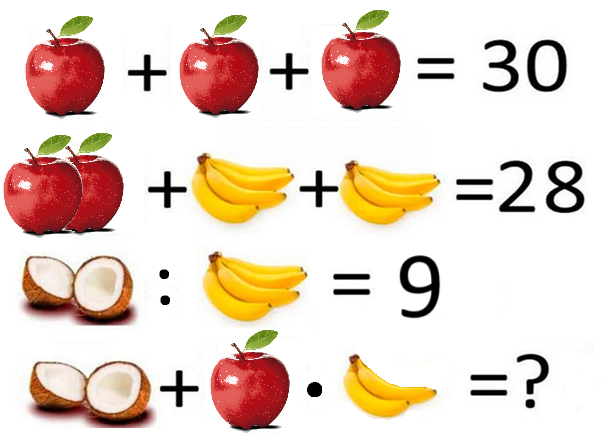 + + = 30
+ + =28
: = 9
+ • =?